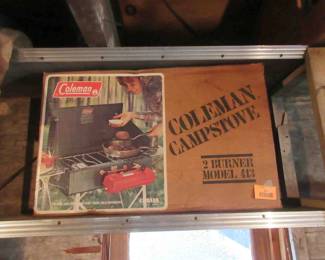 Coleman
COLEMAN
CAMPSTOVE
2 BURNER
MODEL 413